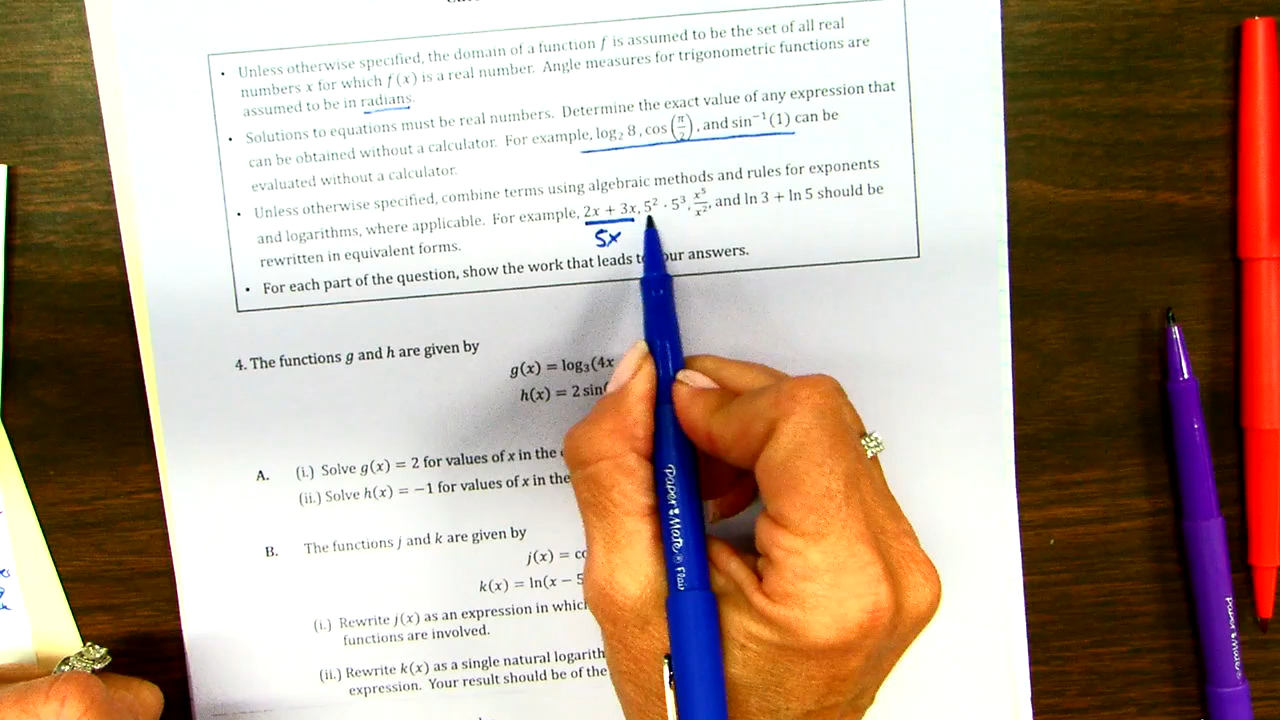 • Unless otherwise specified, the domain of a function f is assumed to be the set of all real
numbers x for which f(x) is a real number. Angle measures for trigonometric functions are
assumed to be in radians.
• Solutions to equations must be real numbers. Determine the exact value of any expression that
can be obtained without a calculator. For example, log₂ 8, cos(π/2), and sin⁻¹(1) can be
evaluated without a calculator.
• Unless otherwise specified, combine terms using algebraic methods and rules for exponents
and logarithms, where applicable. For example, 2x + 3x, 5² · 5³, x⁵/x², and ln 3 + ln 5 should be
5x
rewritten in equivalent forms.
• For each part of the question, show the work that leads t our answers.
4. The functions g and h are given by
g(x) = log₃(4x
h(x) = 2 sin(
A. (i.) Solve g(x) = 2 for values of x in the
(ii.) Solve h(x) = −1 for values of x in the
B. The functions j and k are given by
j(x) = co
k(x) = ln(x − 5
(i.) Rewrite j(x) as an expression in which
functions are involved.
(ii.) Rewrite k(x) as a single natural logarith
expression. Your result should be of the
Paper Mate Flair
Paper Mate